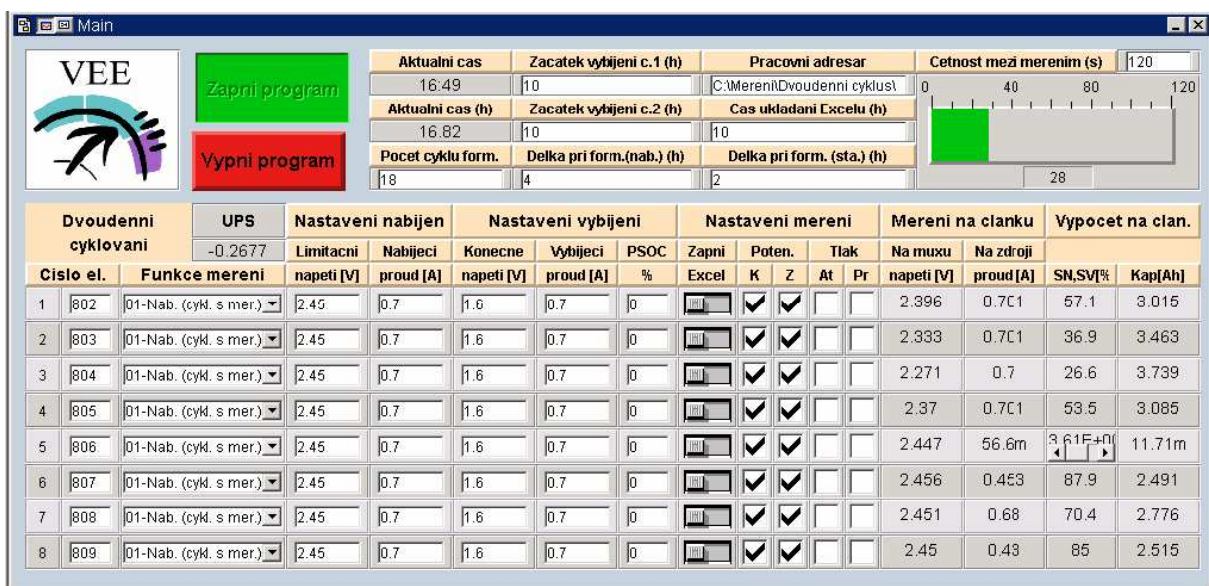 Main
VEE
Zapni program
Vypni program
Aktualni cas Zacatek vybijeni c.1 (h) Pracovni adresar Cetnost mezi merenim (s) 120
16:49 10 C:\Mereni\Dvoudenni cyklus\ 0 40 80 120
Aktualni cas (h) Zacatek vybijeni c.2 (h) Cas ukladani Excelu (h)
16.82 10 10
Pocet cyklu form. Delka pri form.(nab.) (h) Delka pri form. (sta.) (h)
18 4 2 28
Dvoudenni cyklovani UPS Nastaveni nabijen Nastaveni vybijeni Nastaveni mereni Mereni na clanku Vypocet na clan.
-0.2677 Limitacni Nabijeci Konecne Vybijeci PSOC Zapni Poten. Tlak Na muxu Na zdroji
Cislo el. Funkce mereni napeti [V] proud [A] napeti [V] proud [A] % Excel K Z At Pr napeti [V] proud [A] SN,SV[% Kap[Ah]
1 802 01-Nab. (cykl. s mer.) 2.45 0.7 1.6 0.7 0 2.396 0.701 57.1 3.015
2 803 01-Nab. (cykl. s mer.) 2.45 0.7 1.6 0.7 0 2.333 0.701 36.9 3.463
3 804 01-Nab. (cykl. s mer.) 2.45 0.7 1.6 0.7 0 2.271 0.7 26.6 3.739
4 805 01-Nab. (cykl. s mer.) 2.45 0.7 1.6 0.7 0 2.37 0.701 53.5 3.085
5 806 01-Nab. (cykl. s mer.) 2.45 0.7 1.6 0.7 0 2.447 56.6m 11.71m
6 807 01-Nab. (cykl. s mer.) 2.45 0.7 1.6 0.7 0 2.456 0.453 87.9 2.491
7 808 01-Nab. (cykl. s mer.) 2.45 0.7 1.6 0.7 0 2.451 0.68 70.4 2.776
8 809 01-Nab. (cykl. s mer.) 2.45 0.7 1.6 0.7 0 2.45 0.43 85 2.515